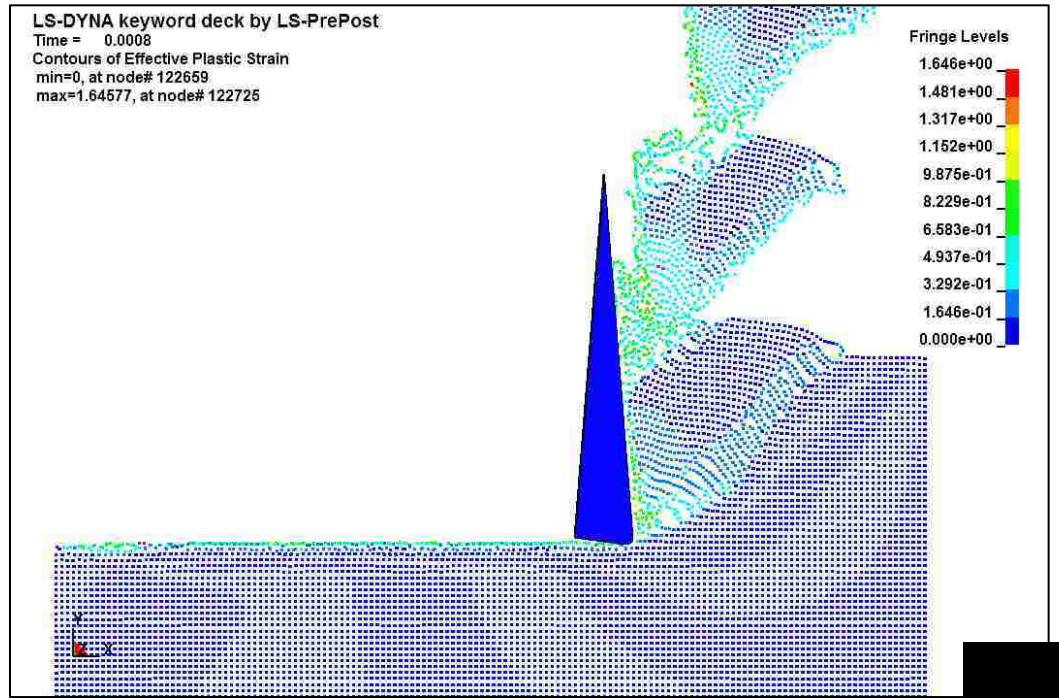 LS-DYNA keyword deck by LS-PrePost
Time = 0.0008
Contours of Effective Plastic Strain
min=0, at node# 122659
max=1.64577, at node# 122725
Fringe Levels
1.646e+00
1.481e+00
1.317e+00
1.152e+00
9.875e-01
8.229e-01
6.583e-01
4.937e-01
3.292e-01
1.646e-01
0.000e+00
Y
Z X